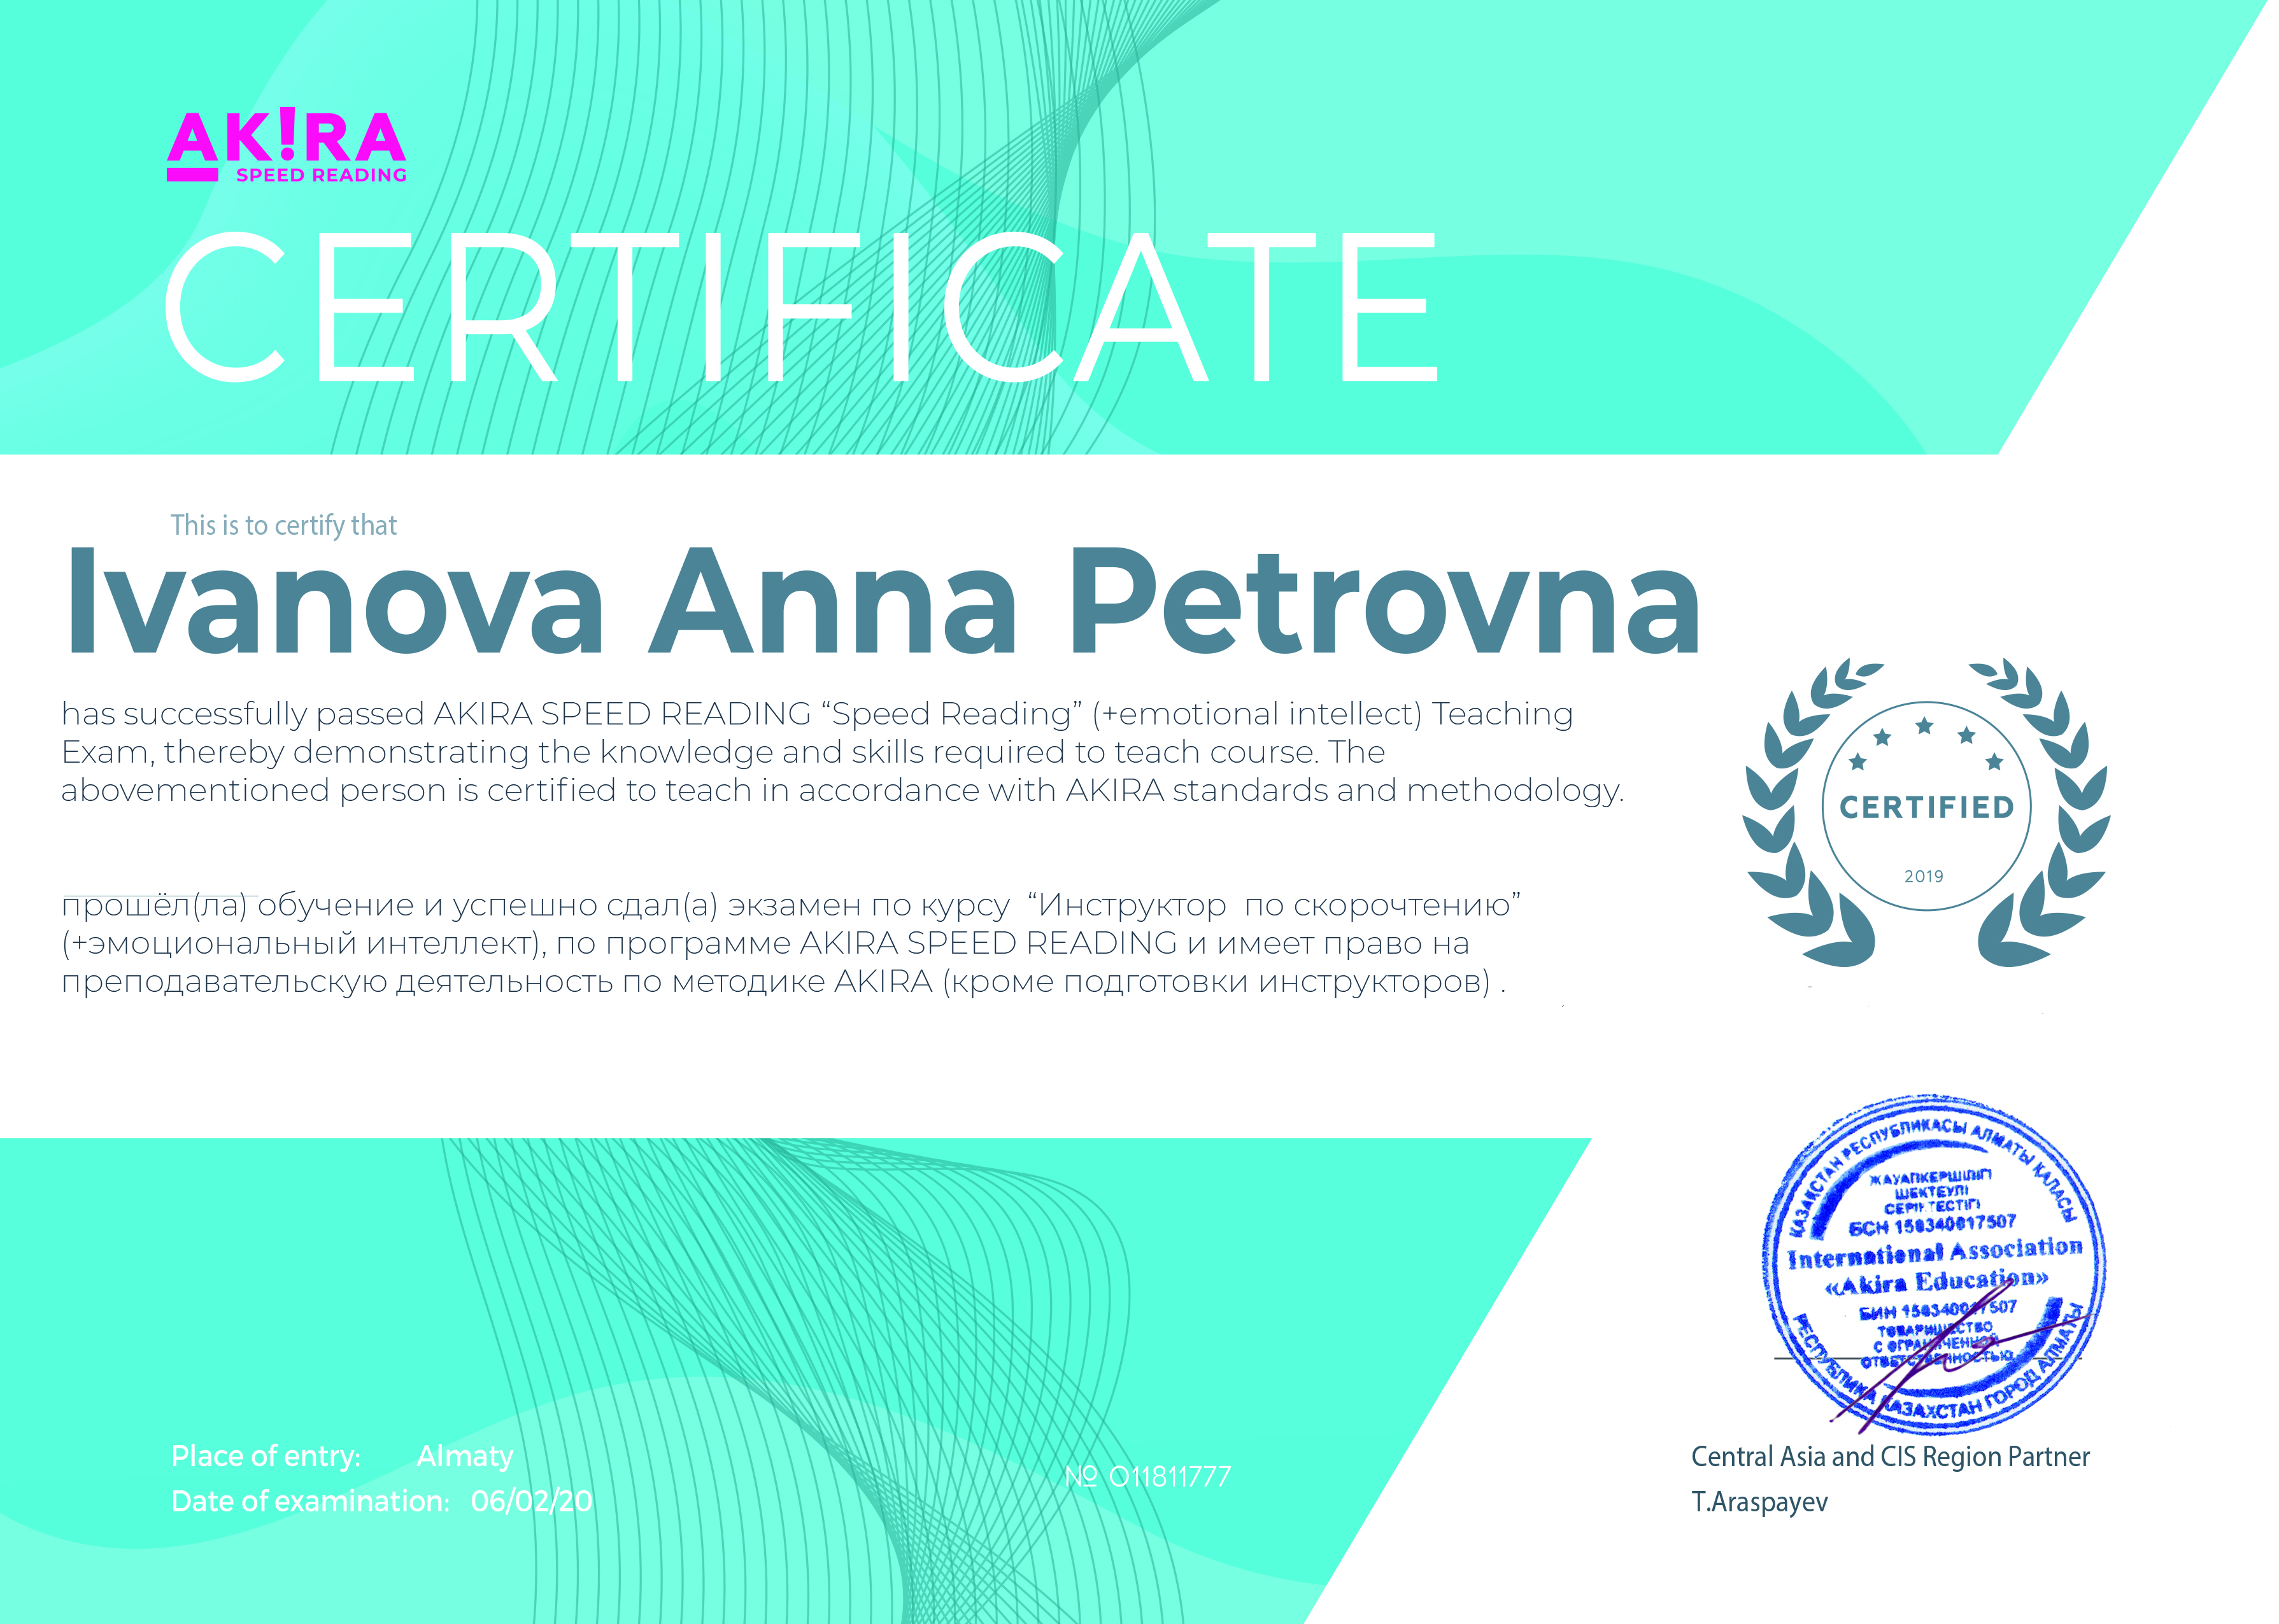 AK!RA
SPEED READING
CERTIFICATE
This is to certify that
Ivanova Anna Petrovna
has successfully passed AKIRA SPEED READING “Speed Reading” (+emotional intellect) Teaching
Exam, thereby demonstrating the knowledge and skills required to teach course. The
abovementioned person is certified to teach in accordance with AKIRA standards and methodology.
CERTIFIED
2019
прошёл(ла) обучение и успешно сдал(а) экзамен по курсу “Инструктор по скорочтению”
(+эмоциональный интеллект), по программе AKIRA SPEED READING и имеет право на
преподавательскую деятельность по методике AKIRA (кроме подготовки инструкторов) .
ҚАЗАҚСТАН РЕСПУБЛИКАСЫ АЛМАТЫ ҚАЛАСЫ
ЖАУАПКЕРШІЛІГІ
ШЕКТЕУЛІ
СЕРІКТЕСТІГІ
БСН
International Association
«Akira Education»
БИН
ТОВАРИЩЕСТВО
С ОГРАНИЧЕННОЙ
ОТВЕТСТВЕННОСТЬЮ
РЕСПУБЛИКА КАЗАХСТАН ГОРОД АЛМАТЫ
Place of entry: Almaty
Date of examination: 06/02/20
№ 011811777
Central Asia and CIS Region Partner
T.Araspayev